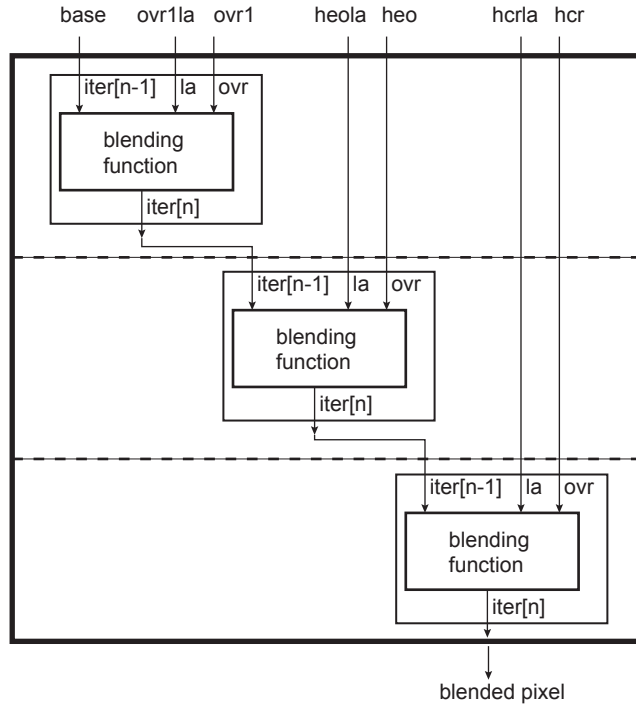 base ovr1la ovr1 heola heo hcrla hcr
iter[n-1] la ovr
blending
function
iter[n]
iter[n-1] la ovr
blending
function
iter[n]
iter[n-1] la ovr
blending
function
iter[n]
blended pixel